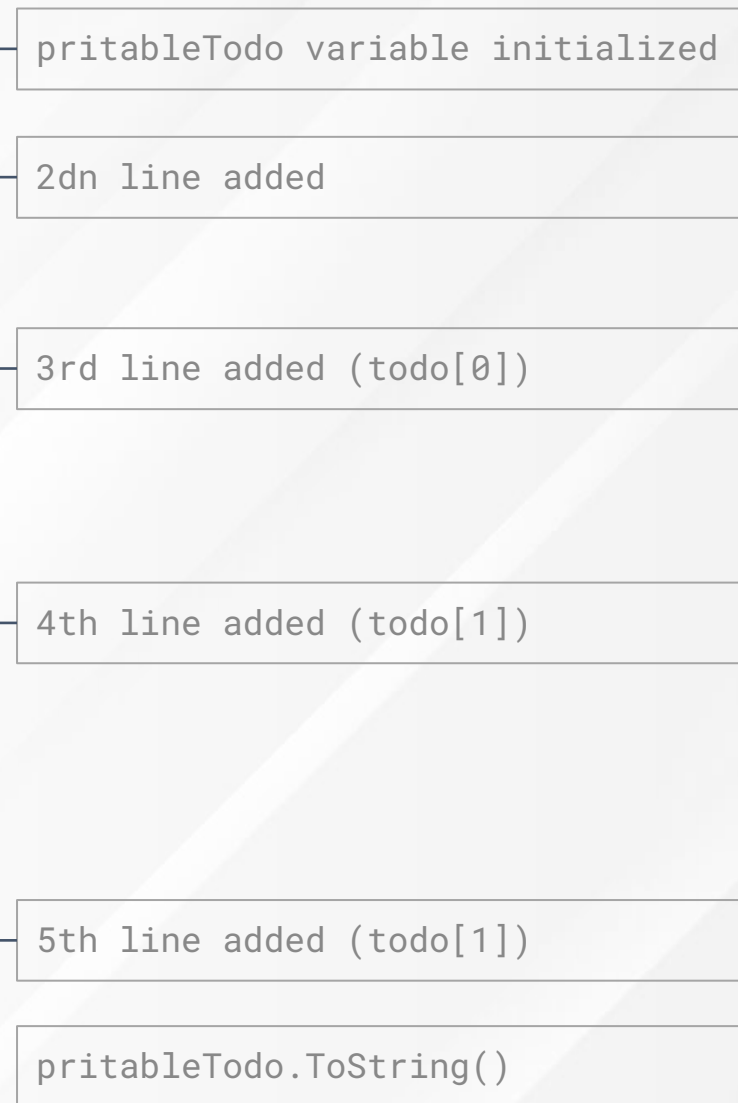 pritableTodo variable initialized
2dn line added
3rd line added (todo[0])
4th line added (todo[1])
5th line added (todo[1])
pritableTodo.ToString()